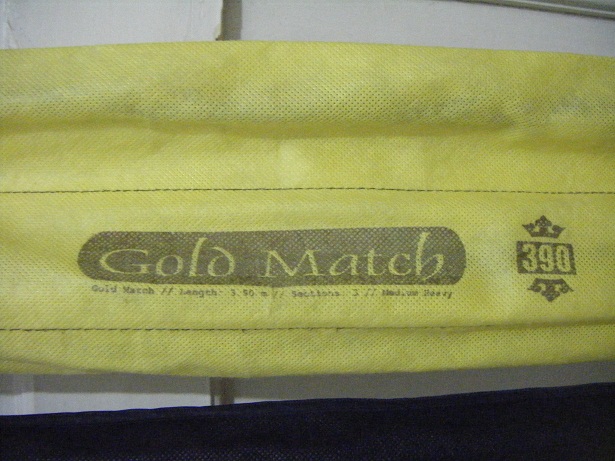 Gold Match
390
Gold Match // Length: 3.90 m // Sections: 3 // Medium Heavy